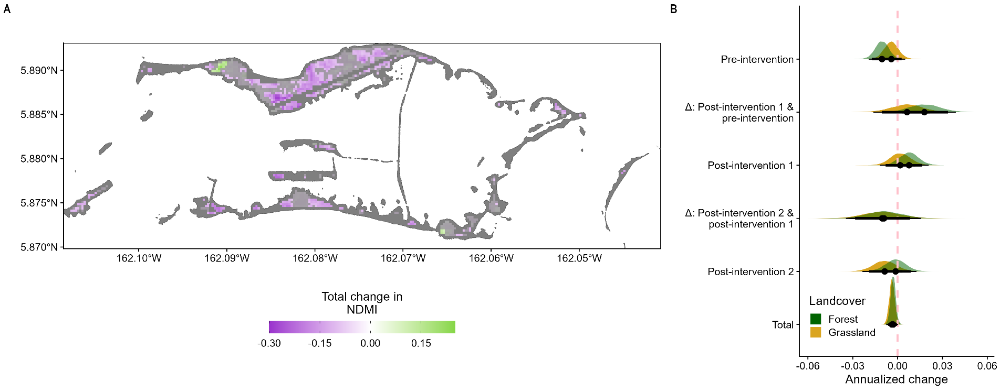 A
5.890°N
5.885°N
5.880°N
5.875°N
5.870°N
162.10°W 162.09°W 162.08°W 162.07°W 162.06°W 162.05°W
Total change in
NDMI
-0.30 -0.15 0.00 0.15
B
Pre-intervention
Δ: Post-intervention 1 &
pre-intervention
Post-intervention 1
Δ: Post-intervention 2 &
post-intervention 1
Post-intervention 2
Total
Landcover
Forest
Grassland
-0.06 -0.03 0.00 0.03 0.06
Annualized change